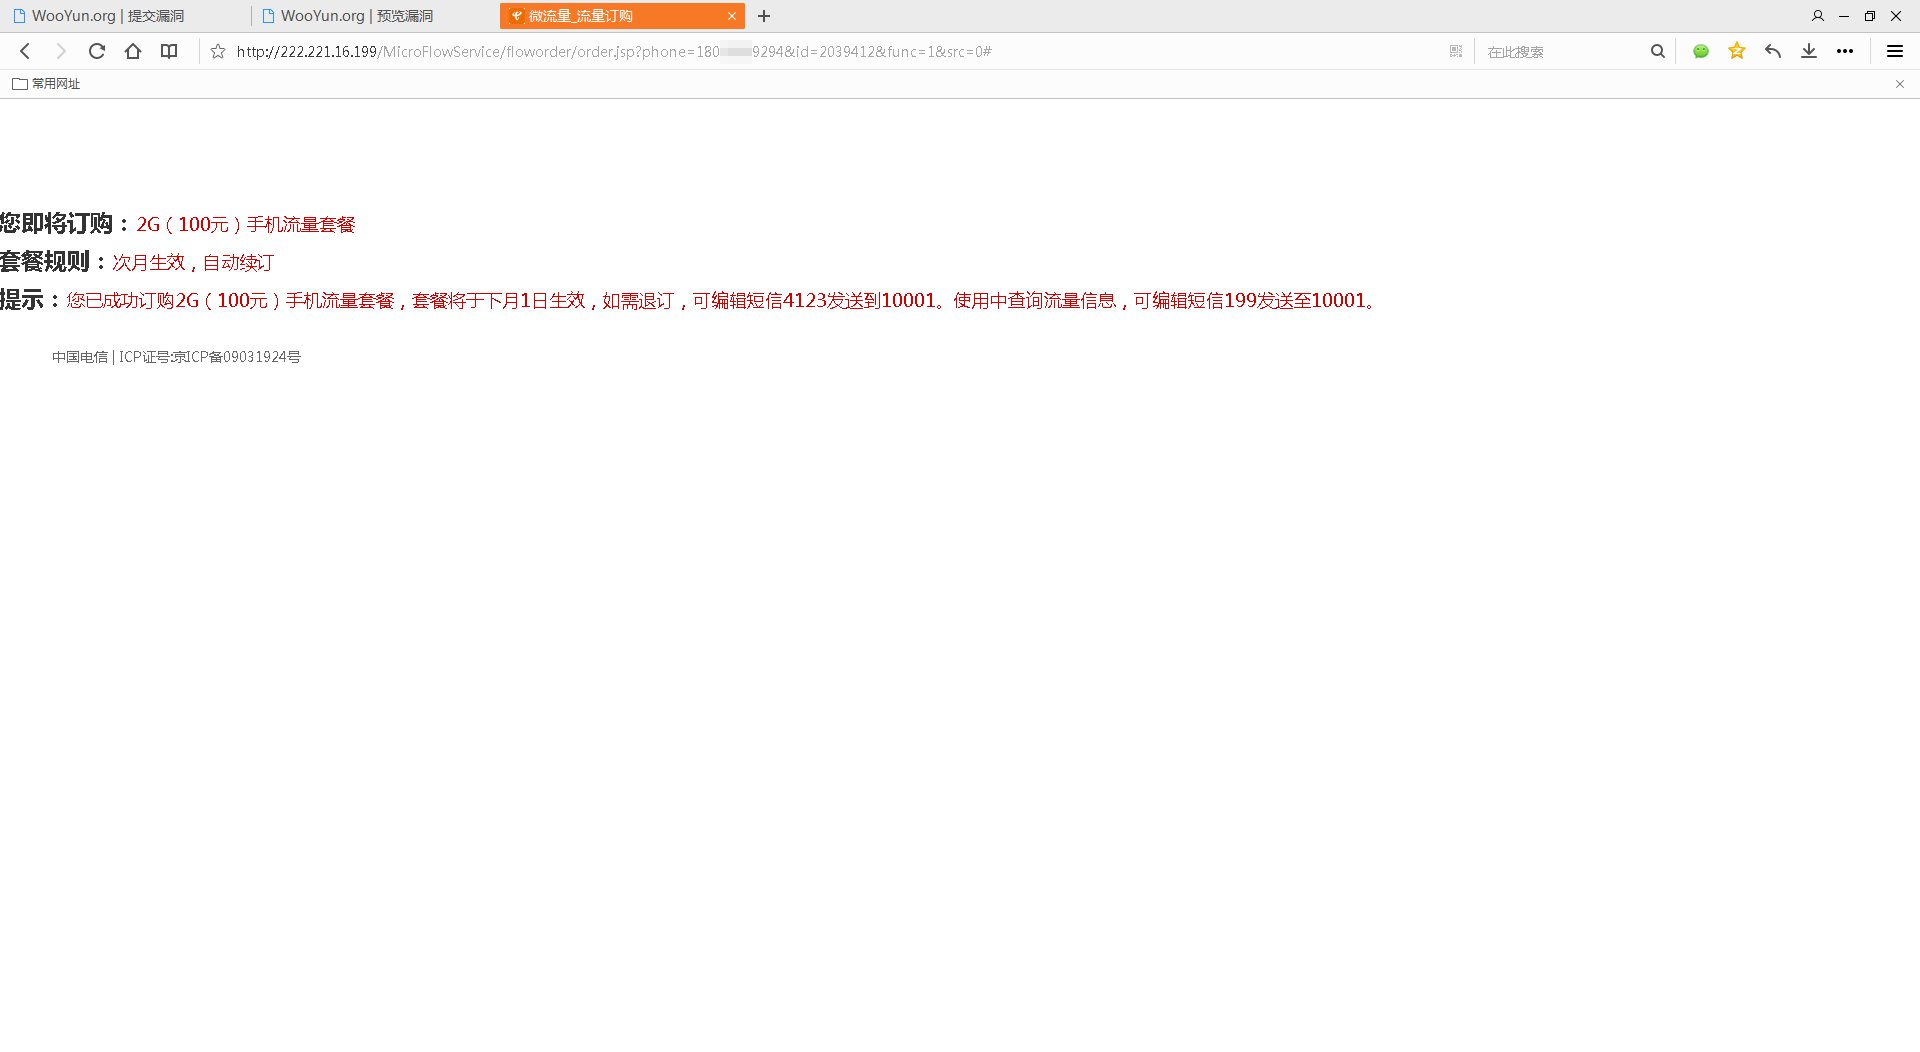 WooYun.org | 提交漏洞
WooYun.org | 预览漏洞
微流量_流量订购
http://222.221.16.199/MicroFlowService/floworder/order.jsp?phone=180 9294&id=2039412&func=1&src=0#
在此搜索
常用网址
您即将订购：2G（100元）手机流量套餐
套餐规则：次月生效，自动续订
提示：您已成功订购2G（100元）手机流量套餐，套餐将于下月1日生效，如需退订，可编辑短信4123发送到10001。使用中查询流量信息，可编辑短信199发送至10001。
中国电信 | ICP证号:京ICP备09031924号